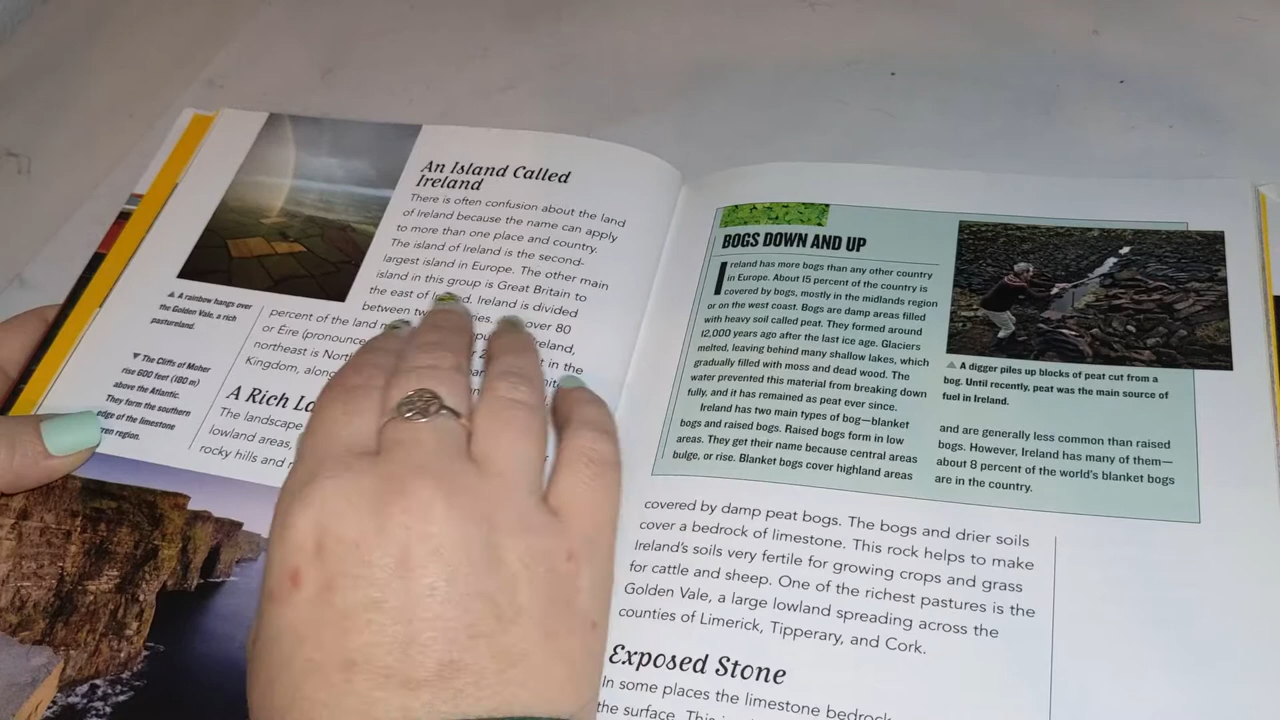 An Island Called
Ireland
There is often confusion about the land
of Ireland because the name can apply
to more than one place and country.
The island of Ireland is the second-
largest island in Europe. The other main
island in this group is Great Britain to
the east of Ireland. Ireland is divided
between
over 80
Ireland,
in the
percent of the land
or Éire (pronounce
northeast is North
Kingdom, along
A Rich La
The landscape
lowland areas,
rocky hills and
▲ A rainbow hangs over
the Golden Vale, a rich
pastureland.
▼ The Cliffs of Moher
rise 600 feet (180 m)
above the Atlantic.
They form the southern
edge of the limestone
region.
BOGS DOWN AND UP
Ireland has more bogs than any other country
in Europe. About 15 percent of the country is
covered by bogs, mostly in the midlands region
or on the west coast. Bogs are damp areas filled
with heavy soil called peat. They formed around
12,000 years ago after the last ice age. Glaciers
melted, leaving behind many shallow lakes, which
gradually filled with moss and dead wood. The
water prevented this material from breaking down
fully, and it has remained as peat ever since.
Ireland has two main types of bog—blanket
bogs and raised bogs. Raised bogs form in low
areas. They get their name because central areas
bulge, or rise. Blanket bogs cover highland areas
▲ A digger piles up blocks of peat cut from a
bog. Until recently, peat was the main source of
fuel in Ireland.
and are generally less common than raised
bogs. However, Ireland has many of them—
about 8 percent of the world's blanket bogs
are in the country.
covered by damp peat bogs. The bogs and drier soils
cover a bedrock of limestone. This rock helps to make
Ireland's soils very fertile for growing crops and grass
for cattle and sheep. One of the richest pastures is the
Golden Vale, a large lowland spreading across the
counties of Limerick, Tipperary, and Cork.
Exposed Stone
In some places the limestone bedrock
the surface. This